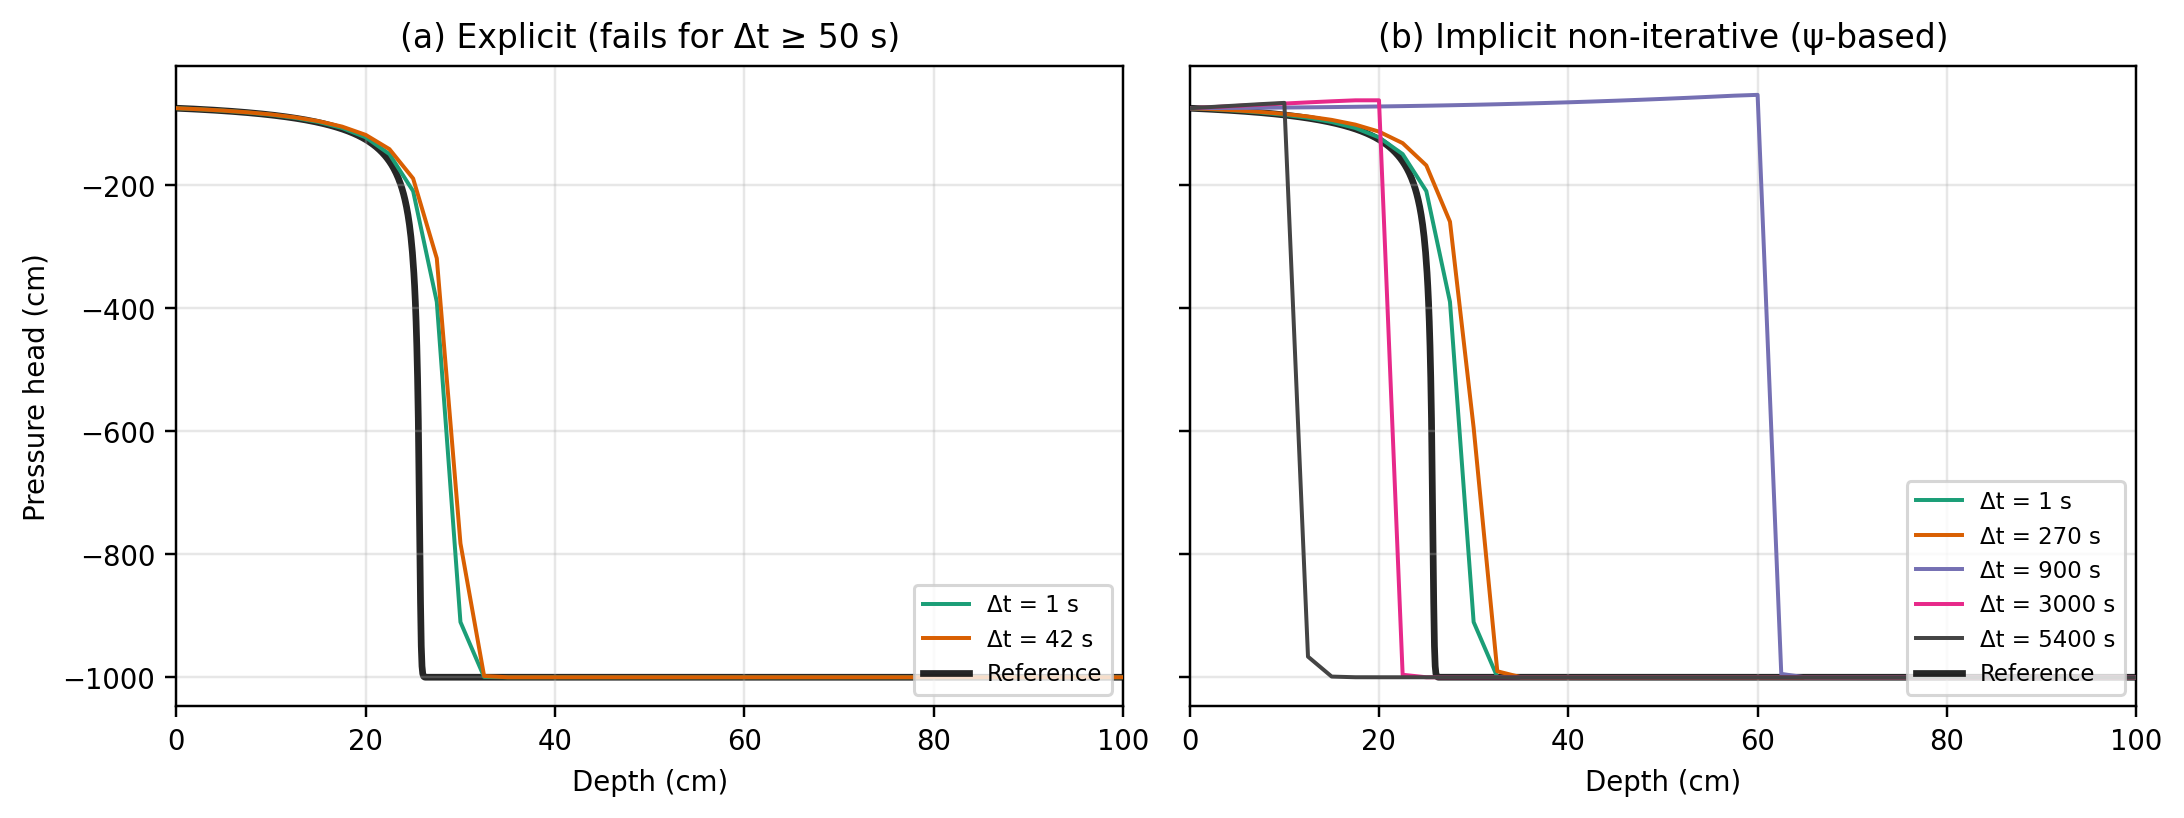 (a) Explicit (fails for Δt ≥ 50 s)
Pressure head (cm)
−200
−400
−600
−800
−1000
0 20 40 60 80 100
Depth (cm)
Δt = 1 s
Δt = 42 s
Reference
(b) Implicit non-iterative (ψ-based)
0 20 40 60 80 100
Depth (cm)
Δt = 1 s
Δt = 270 s
Δt = 900 s
Δt = 3000 s
Δt = 5400 s
Reference